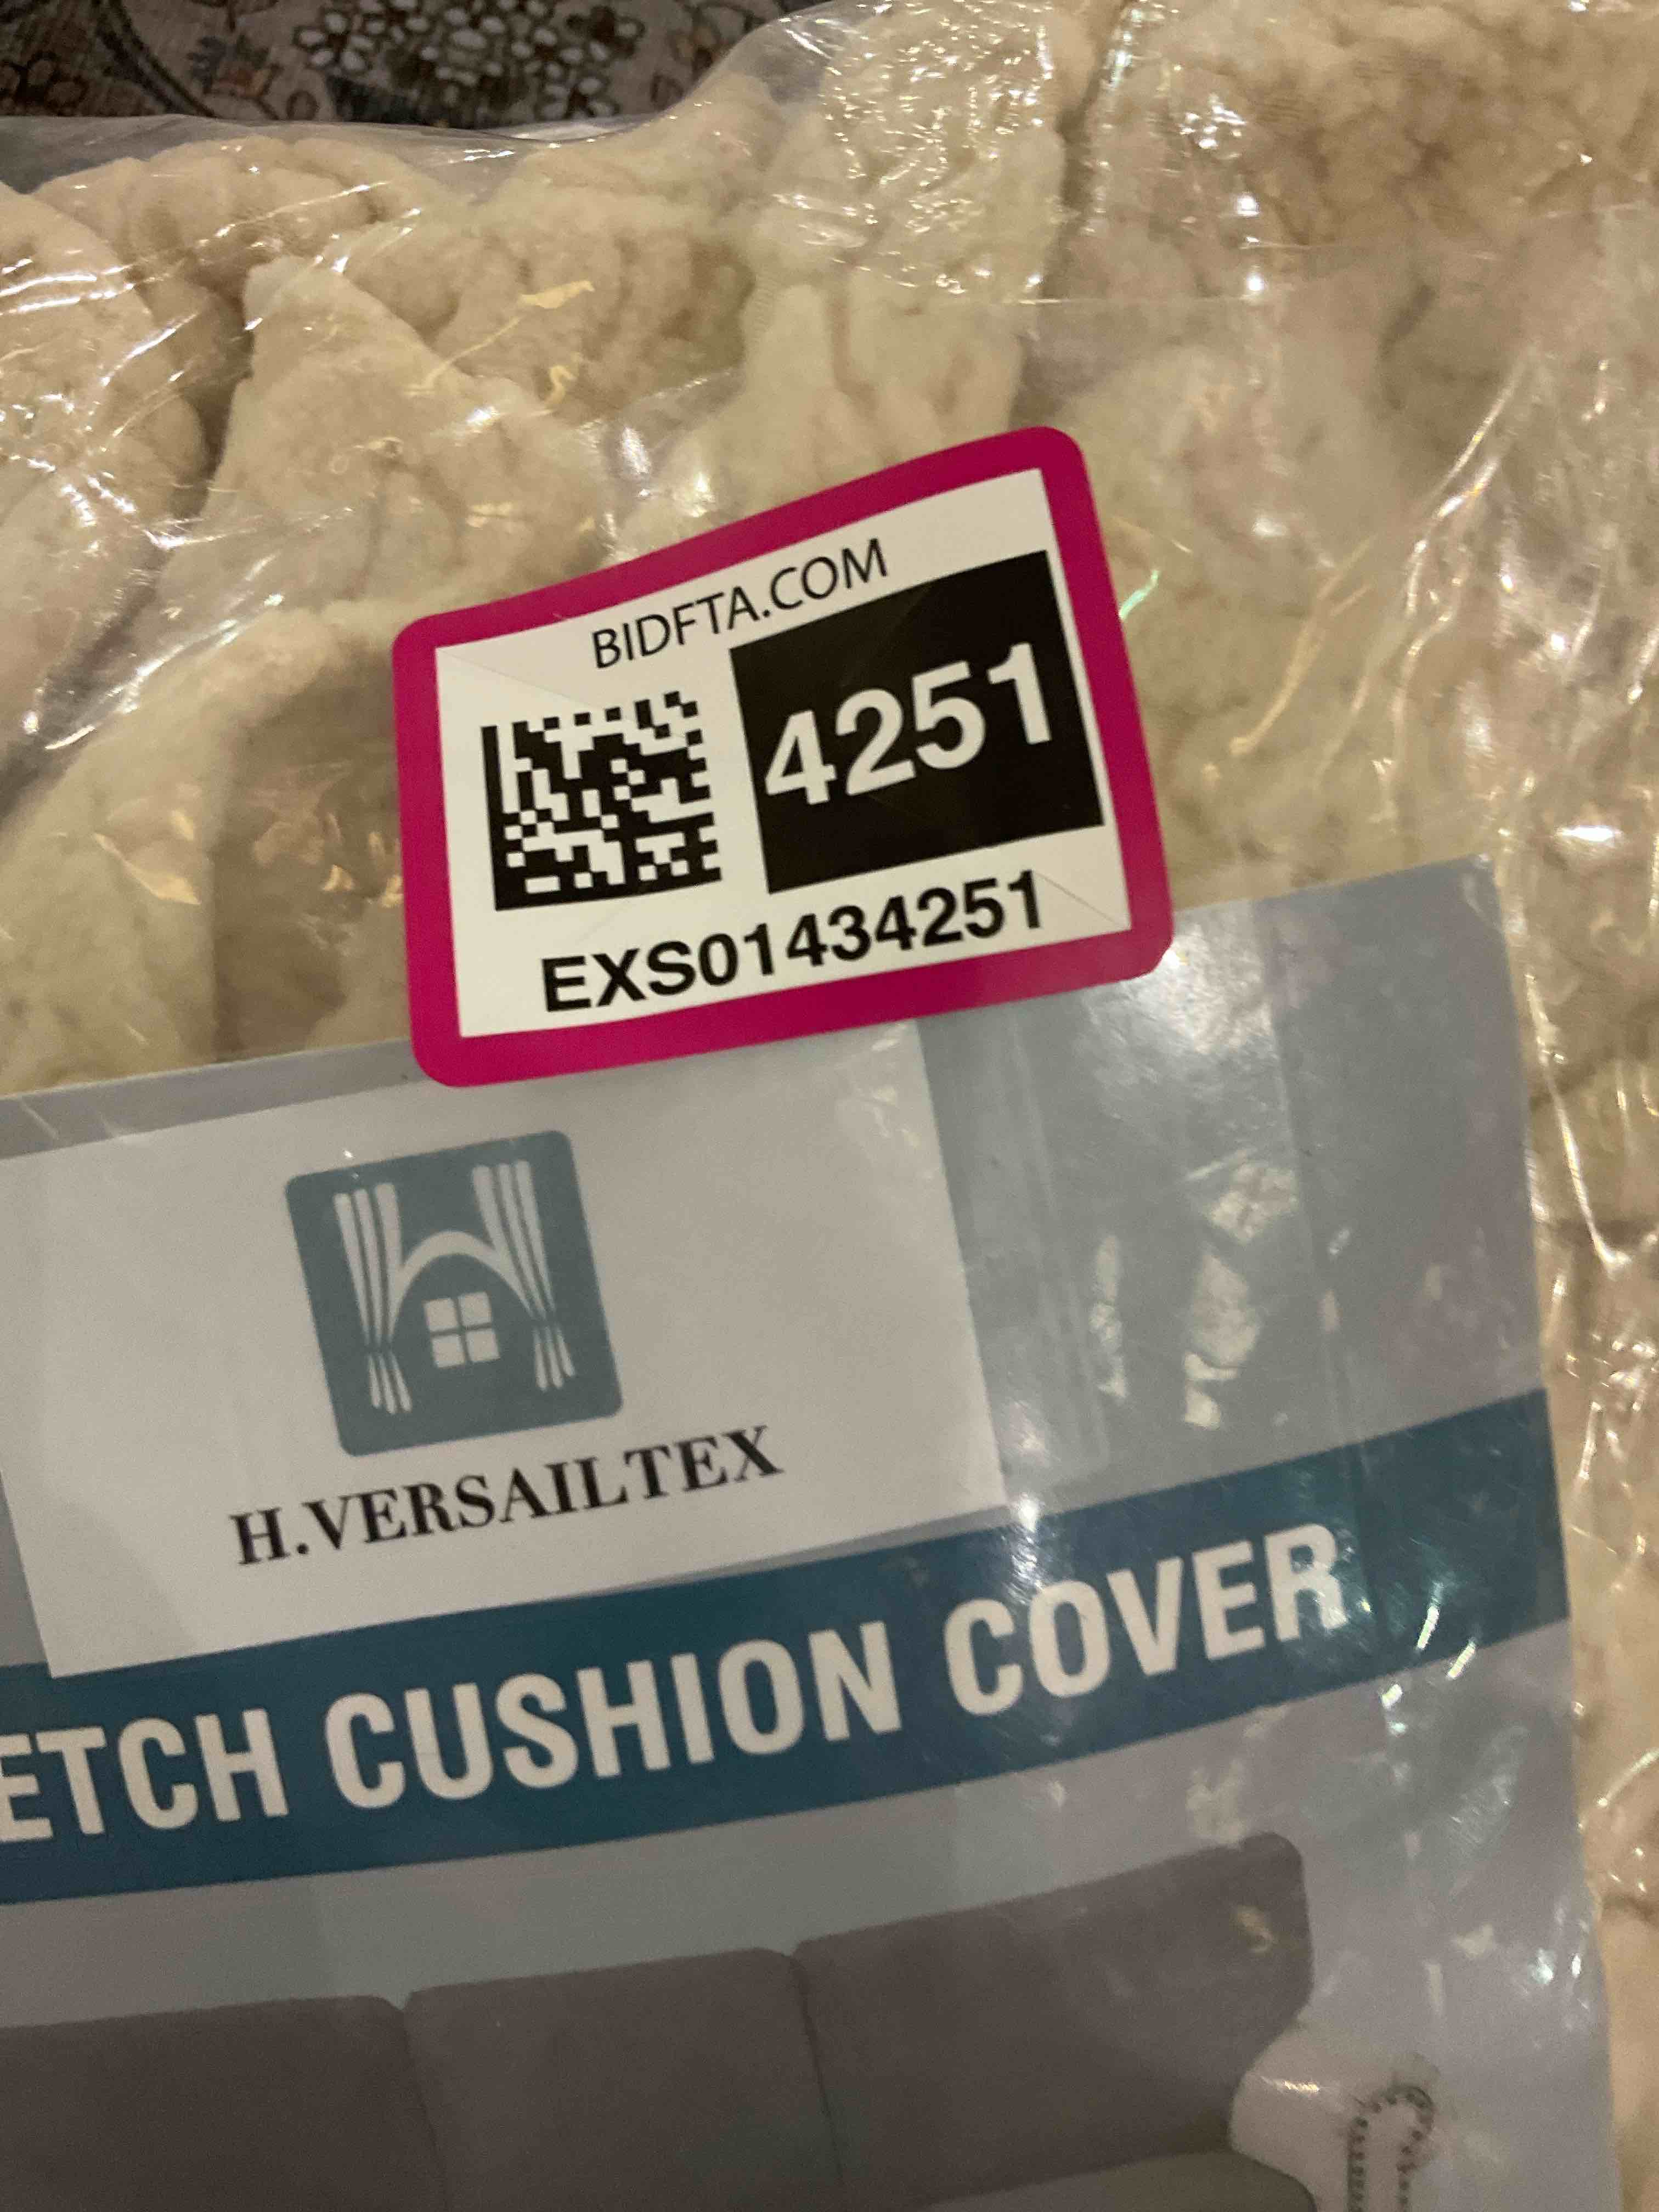 BIDFTA.COM
4251
EXS01434251
H.VERSAILTEX
ETCH CUSHION COVER